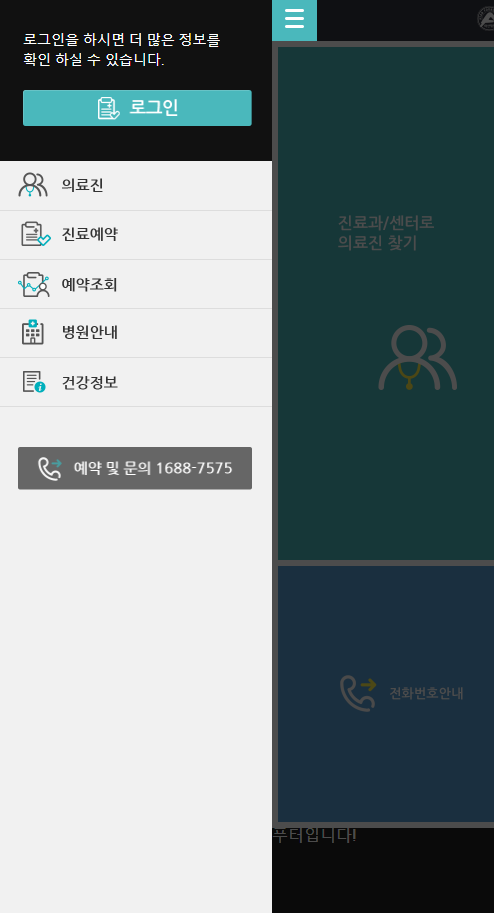 로그인을 하시면 더 많은 정보를
확인 하실 수 있습니다.
로그인
의료진
진료예약
예약조회
병원안내
건강정보
예약 및 문의 1688-7575
진료과/센터로
의료진 찾기
전화번호안내
푸터입니다!